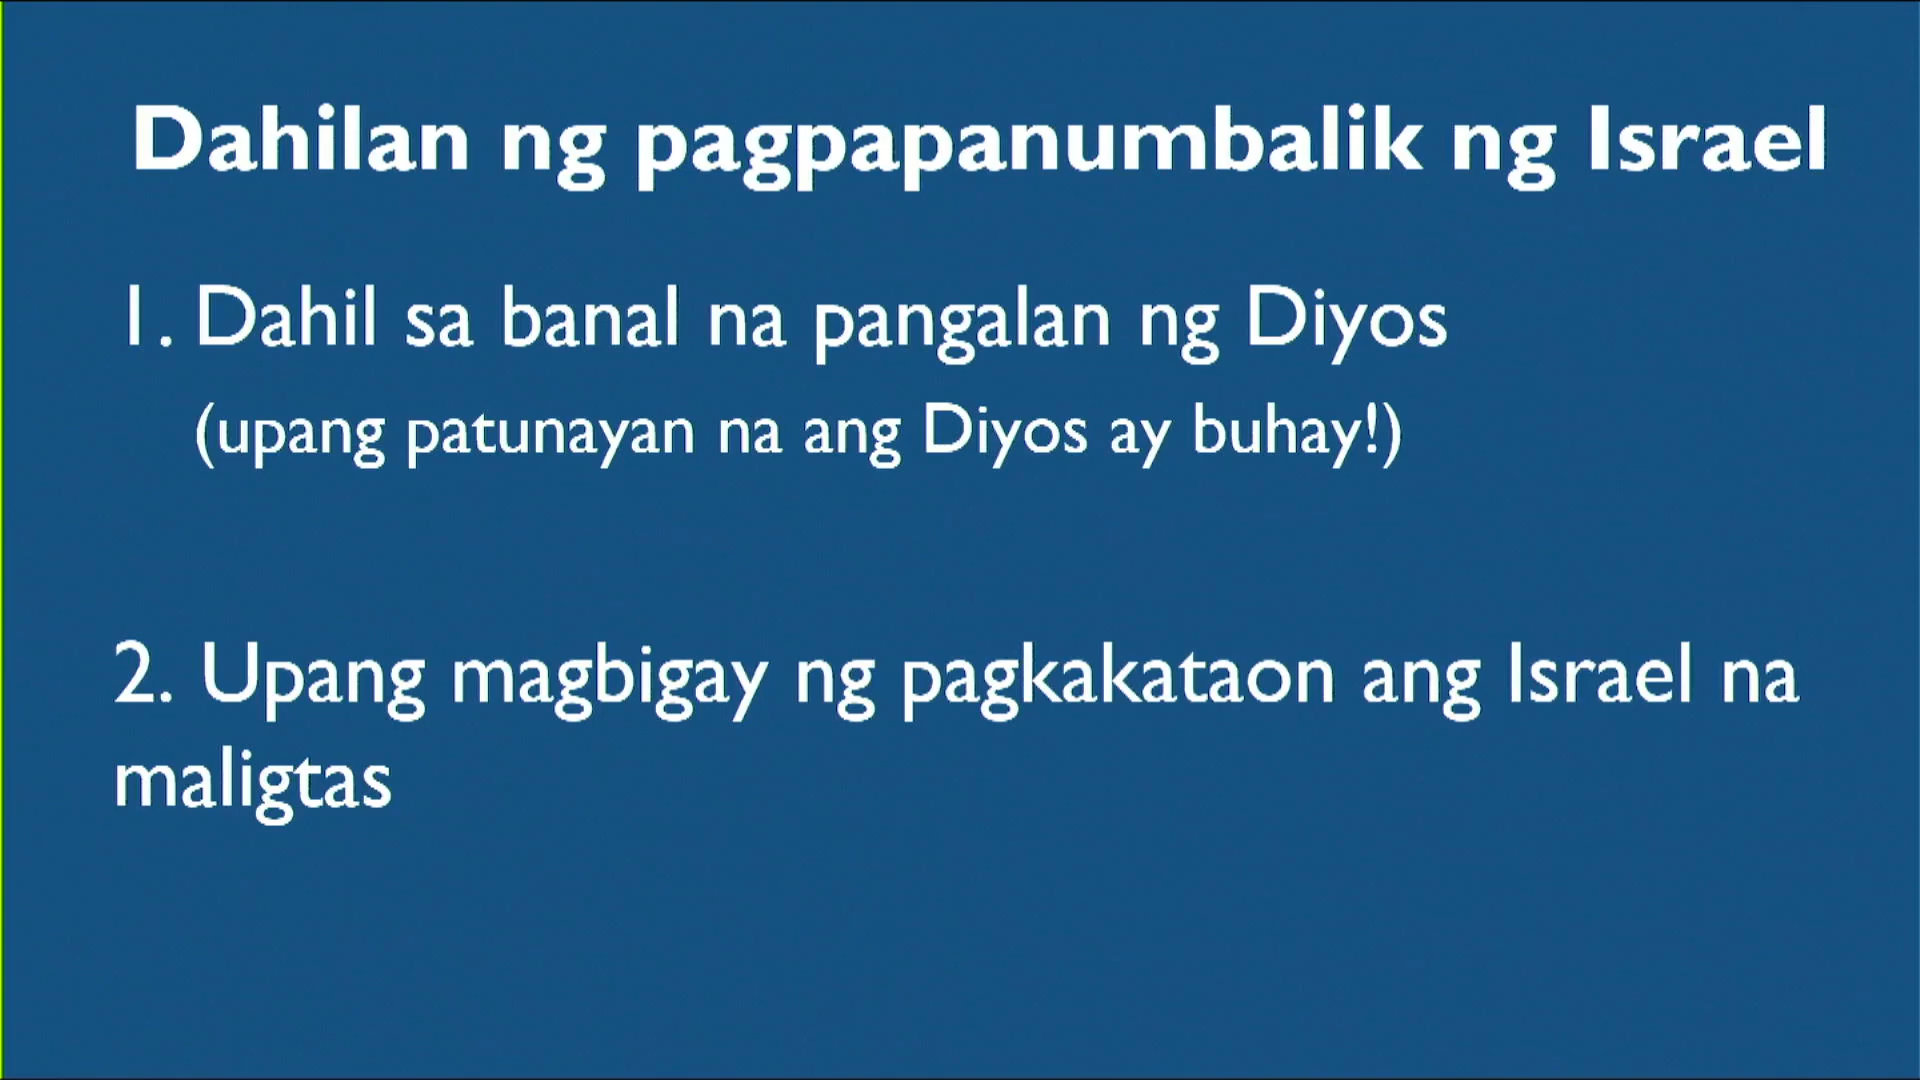 Dahilan ng pagpapanumbalik ng Israel
1. Dahil sa banal na pangalan ng Diyos
(upang patunayan na ang Diyos ay buhay!)
2. Upang magbigay ng pagkakataon ang Israel na
maligtas